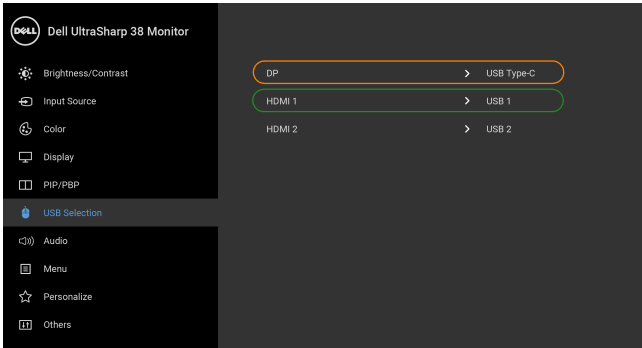 DELL Dell UltraSharp 38 Monitor
Brightness/Contrast
DP > USB Type-C
Input Source
HDMI 1 > USB 1
Color
HDMI 2 > USB 2
Display
PIP/PBP
USB Selection
Audio
Menu
Personalize
Others